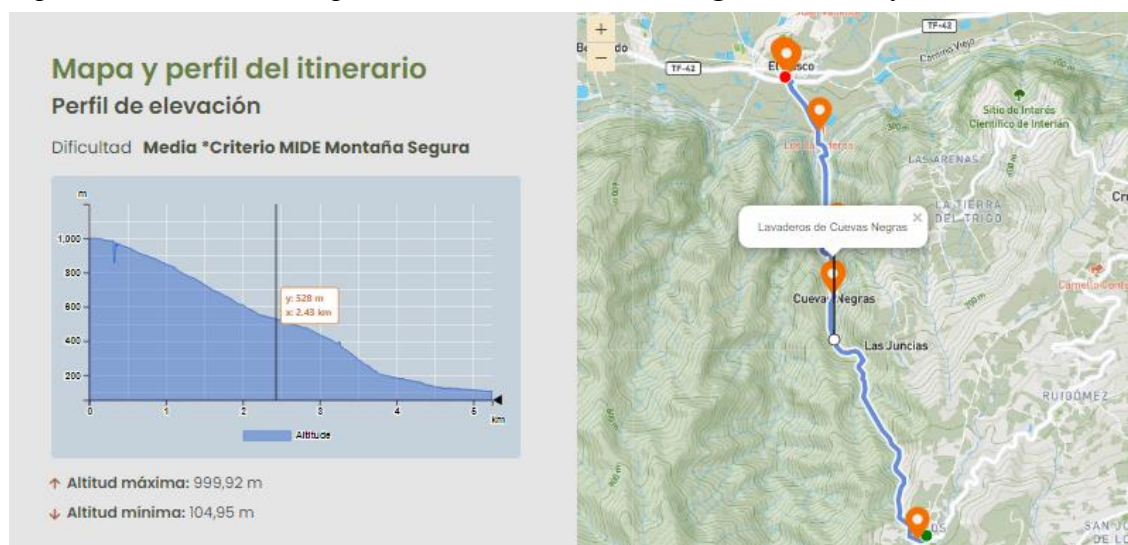 Mapa y perfil del itinerario
Perfil de elevación
Dificultad Media *Criterio MIDE Montaña Segura
m
1,000
800
600
400
200
y: 528 m
x: 2.43 km
0 1 2 3 4 5
km
Altitude
↑ Altitud máxima: 999,92 m
↓ Altitud mínima: 104,95 m
+
−
TF-42
TF-42
Camino Viejo
Sitio de Interés
Científico de Interián
LAS ARENAS
LA TIERRA
DEL TRIGO
Lavaderos de Cuevas Negras ×
Cuevas Negras
Las Juncias
RUIGÓMEZ
700 m